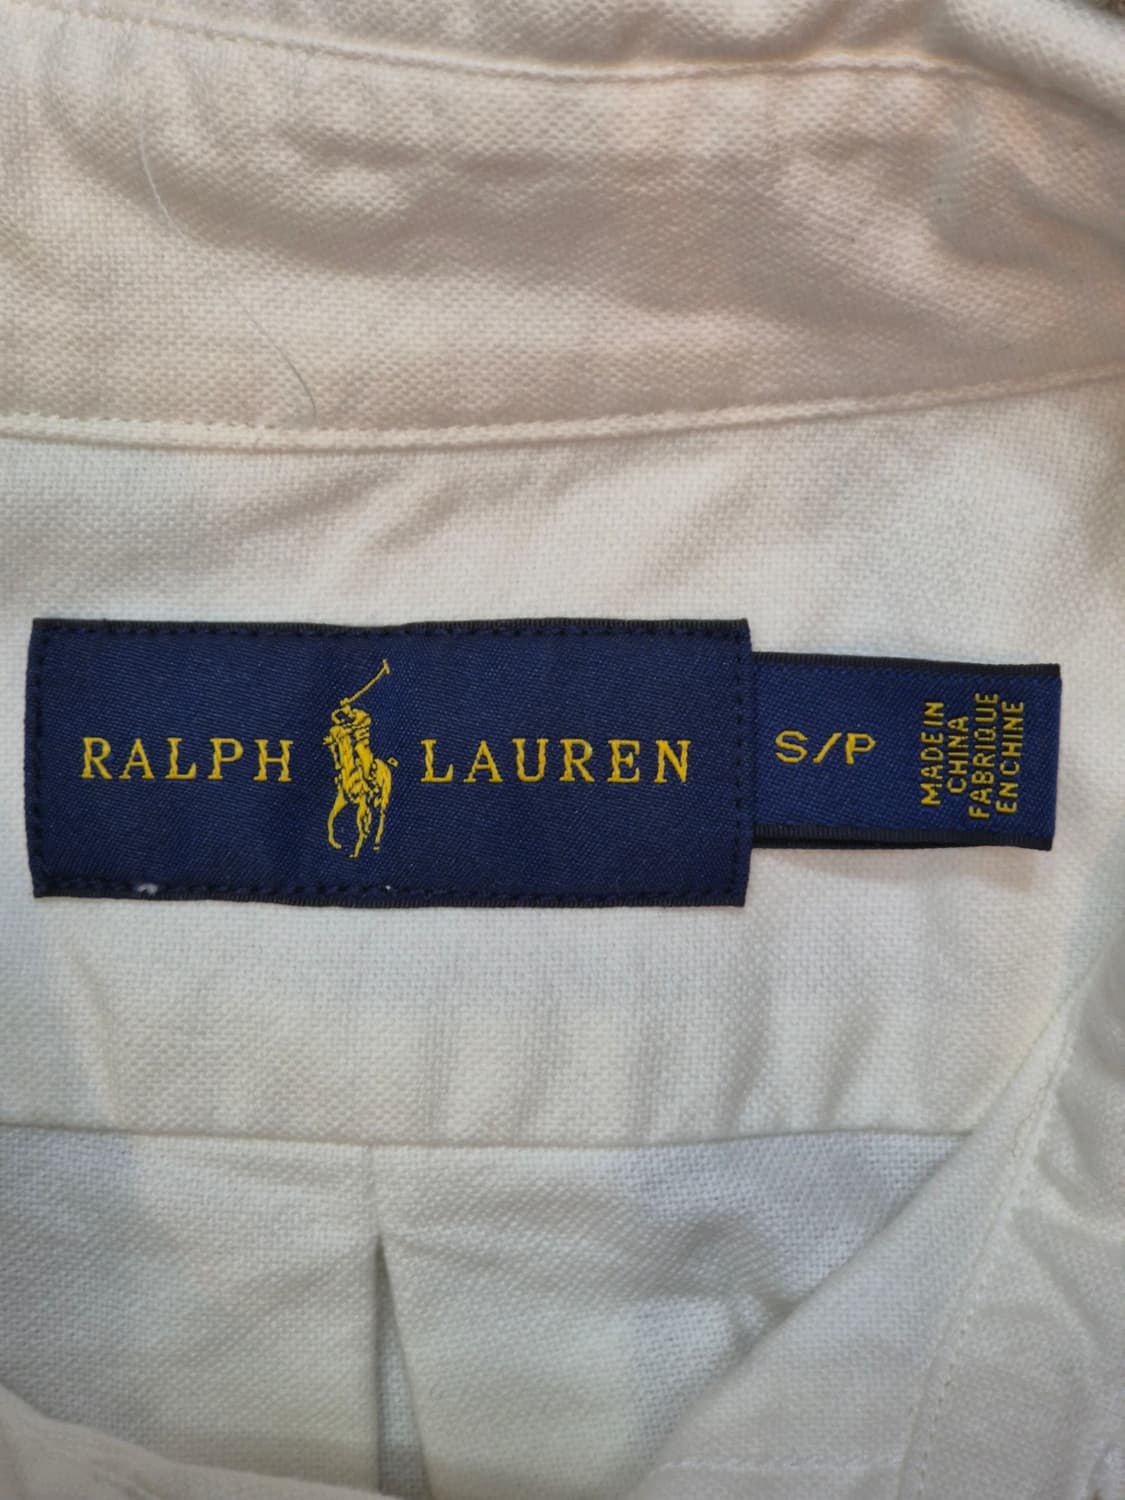 RALPH LAUREN
S/P
MADE IN
CHINA
FABRIQUE
EN CHINE